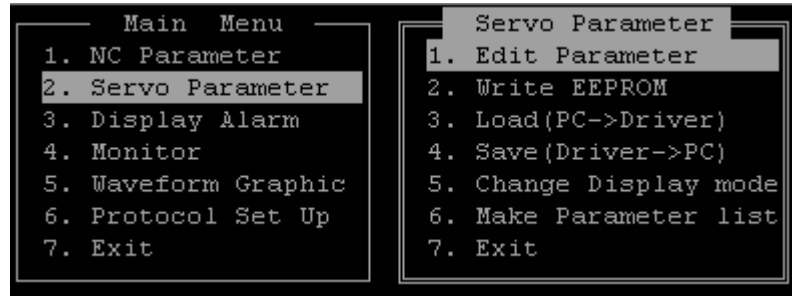 Main Menu
1. NC Parameter
2. Servo Parameter
3. Display Alarm
4. Monitor
5. Waveform Graphic
6. Protocol Set Up
7. Exit
Servo Parameter
1. Edit Parameter
2. Write EEPROM
3. Load(PC->Driver)
4. Save(Driver->PC)
5. Change Display mode
6. Make Parameter list
7. Exit